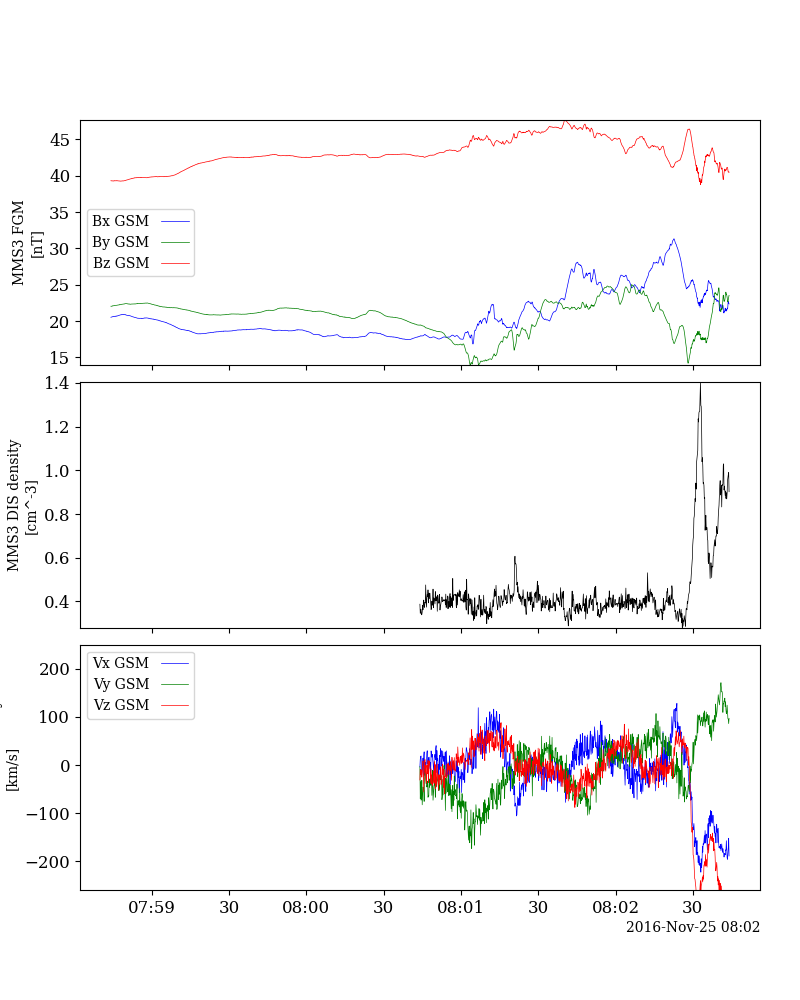 45
40
35
30
25
20
15
MMS3 FGM
[nT]
Bx GSM
By GSM
Bz GSM
1.4
1.2
1.0
0.8
0.6
0.4
MMS3 DIS density
[cm^-3]
200
100
0
−100
−200
[km/s]
Vx GSM
Vy GSM
Vz GSM
07:59 30 08:00 30 08:01 30 08:02 30
2016-Nov-25 08:02